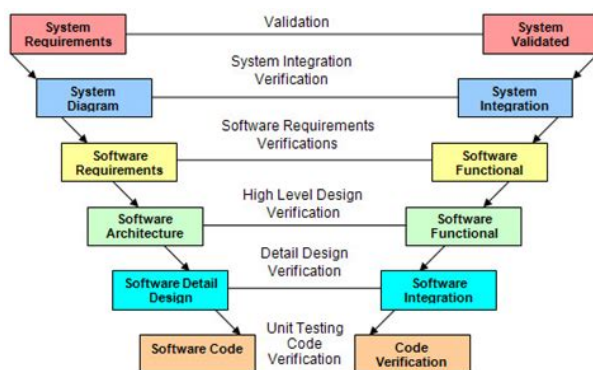 System
Requirements
Validation
System
Validated
System Integration
Verification
System
Diagram
System
Integration
Software Requirements
Verifications
Software
Requirements
Software
Functional
High Level Design
Verification
Software
Architecture
Software
Functional
Detail Design
Verification
Software Detail
Design
Software
Integration
Unit Testing
Code
Verification
Software Code
Code
Verification